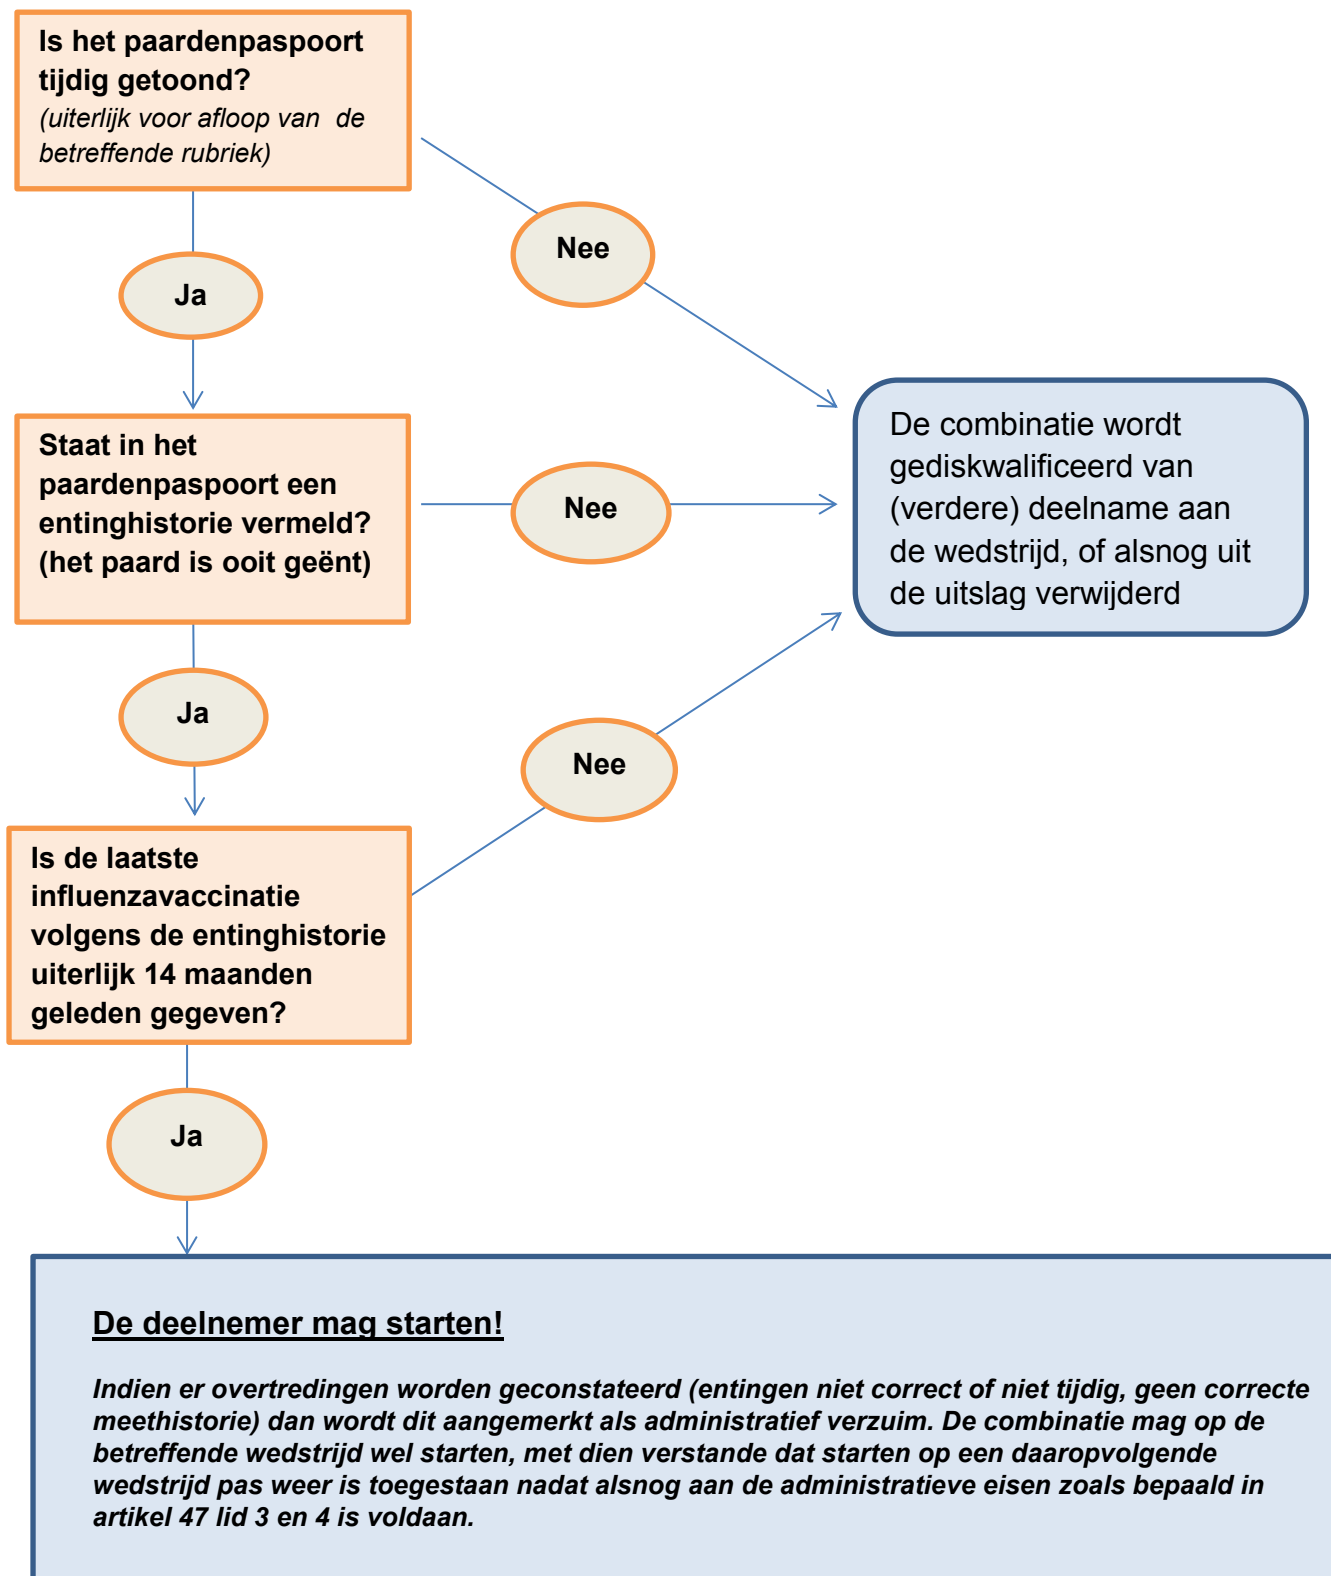 Is het paardenpaspoort
tijdig getoond?
(uiterlijk voor afloop van de
betreffende rubriek)
Nee
Ja
Staat in het
paardenpaspoort een
entinghistorie vermeld?
(het paard is ooit geënt)
Nee
De combinatie wordt
gediskwalificeerd van
(verdere) deelname aan
de wedstrijd, of alsnog uit
de uitslag verwijderd
Ja
Nee
Is de laatste
influenzavaccinatie
volgens de entinghistorie
uiterlijk 14 maanden
geleden gegeven?
Ja
De deelnemer mag starten!
Indien er overtredingen worden geconstateerd (entingen niet correct of niet tijdig, geen correcte
meethistorie) dan wordt dit aangemerkt als administratief verzuim. De combinatie mag op de
betreffende wedstrijd wel starten, met dien verstande dat starten op een daaropvolgende
wedstrijd pas weer is toegestaan nadat alsnog aan de administratieve eisen zoals bepaald in
artikel 47 lid 3 en 4 is voldaan.